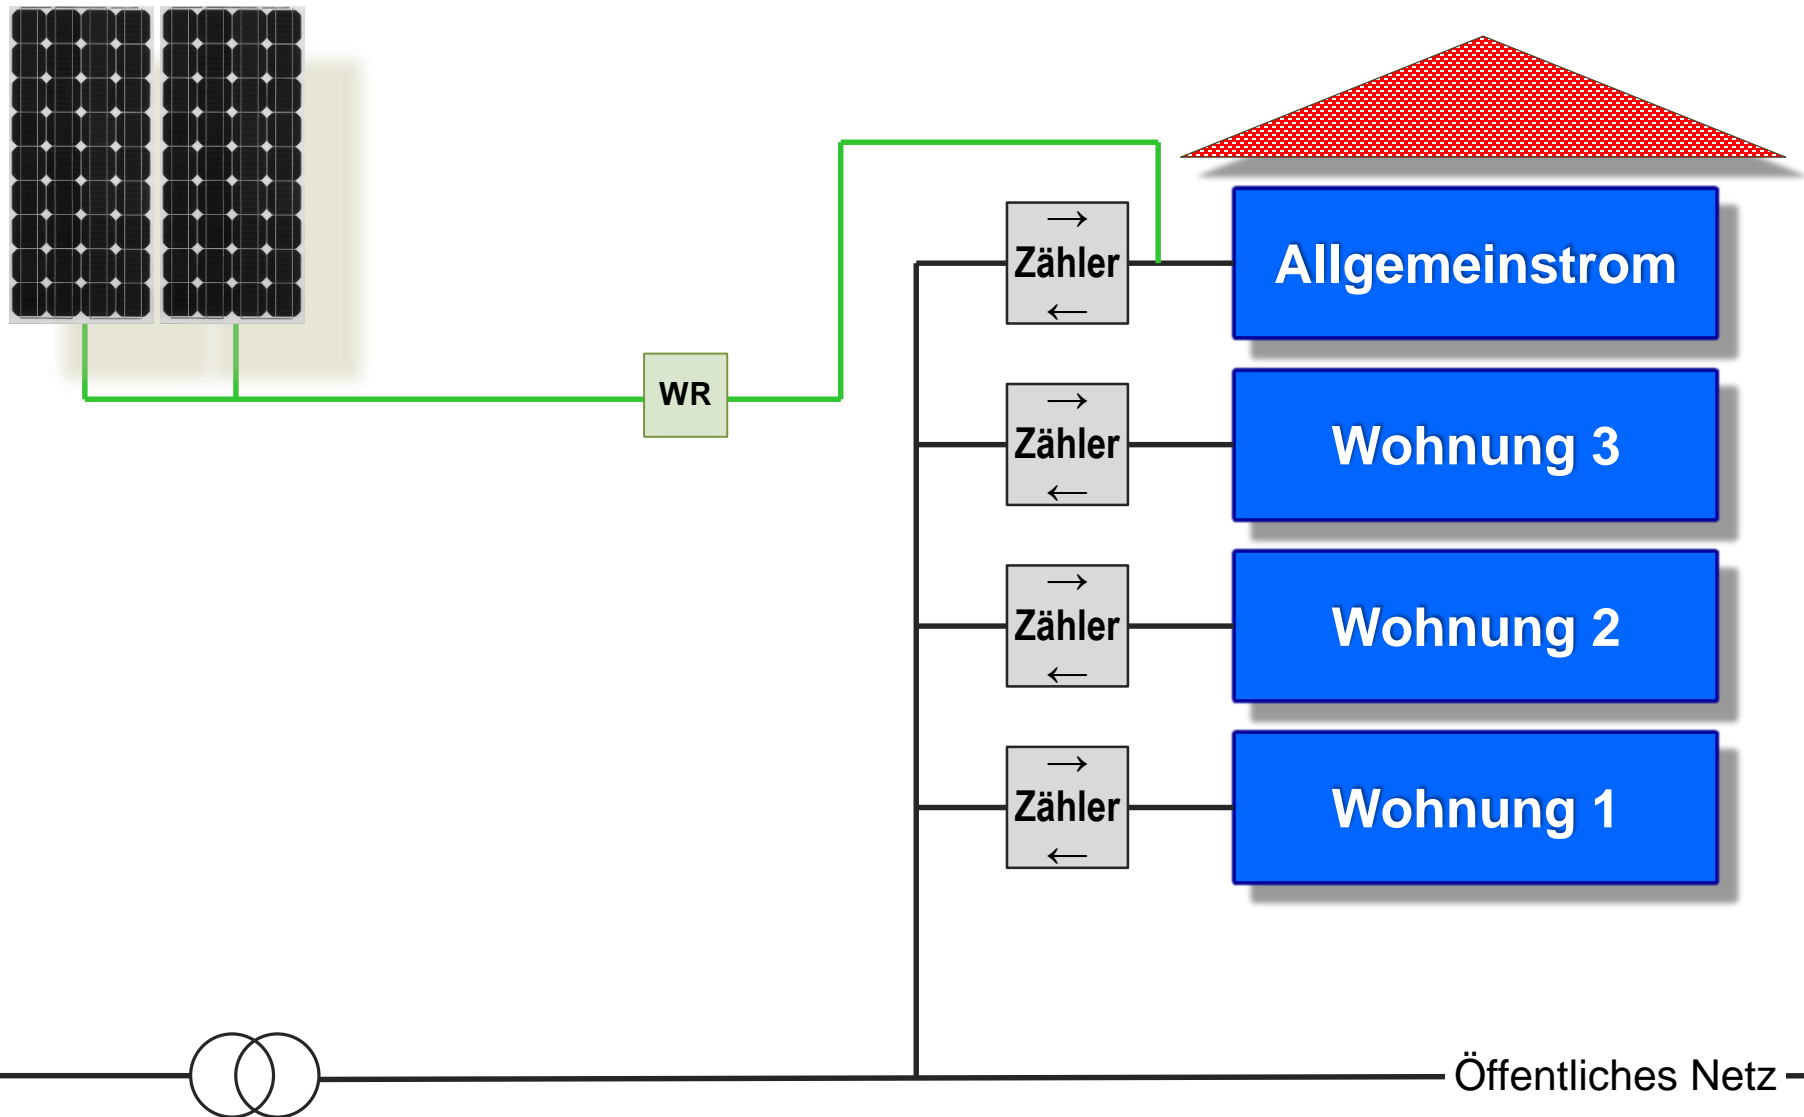 →
Zähler
←
Allgemeinstrom
WR
→
Zähler
←
Wohnung 3
→
Zähler
←
Wohnung 2
→
Zähler
←
Wohnung 1
Öffentliches Netz